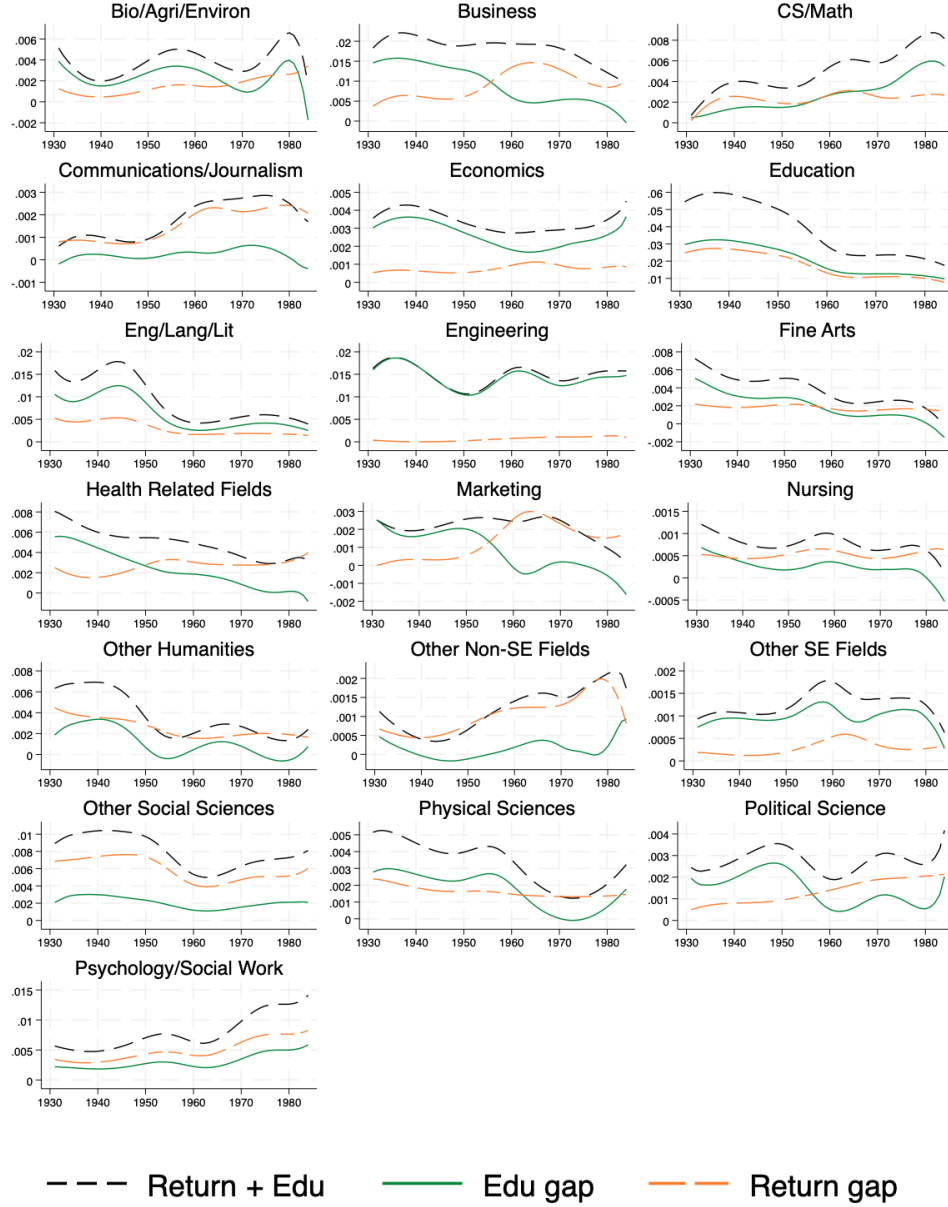 Bio/Agri/Environ
.006
.004
.002
0
-.002
1930 1940 1950 1960 1970 1980
Business
.02
.015
.01
.005
0
1930 1940 1950 1960 1970 1980
CS/Math
.008
.006
.004
.002
0
1930 1940 1950 1960 1970 1980
Communications/Journalism
.003
.002
.001
0
-.001
1930 1940 1950 1960 1970 1980
Economics
.005
.004
.003
.002
.001
0
1930 1940 1950 1960 1970 1980
Education
.06
.05
.04
.03
.02
.01
1930 1940 1950 1960 1970 1980
Eng/Lang/Lit
.02
.015
.01
.005
0
1930 1940 1950 1960 1970 1980
Engineering
.02
.015
.01
.005
0
1930 1940 1950 1960 1970 1980
Fine Arts
.008
.006
.004
.002
0
-.002
1930 1940 1950 1960 1970 1980
Health Related Fields
.008
.006
.004
.002
0
1930 1940 1950 1960 1970 1980
Marketing
.003
.002
.001
0
-.001
-.002
1930 1940 1950 1960 1970 1980
Nursing
.0015
.001
.0005
0
-.0005
1930 1940 1950 1960 1970 1980
Other Humanities
.008
.006
.004
.002
0
1930 1940 1950 1960 1970 1980
Other Non-SE Fields
.002
.0015
.001
.0005
0
1930 1940 1950 1960 1970 1980
Other SE Fields
.002
.0015
.001
.0005
0
1930 1940 1950 1960 1970 1980
Other Social Sciences
.01
.008
.006
.004
.002
0
1930 1940 1950 1960 1970 1980
Physical Sciences
.005
.004
.003
.002
.001
0
1930 1940 1950 1960 1970 1980
Political Science
.004
.003
.002
.001
0
1930 1940 1950 1960 1970 1980
Psychology/Social Work
.015
.01
.005
0
1930 1940 1950 1960 1970 1980
Return + Edu Edu gap Return gap